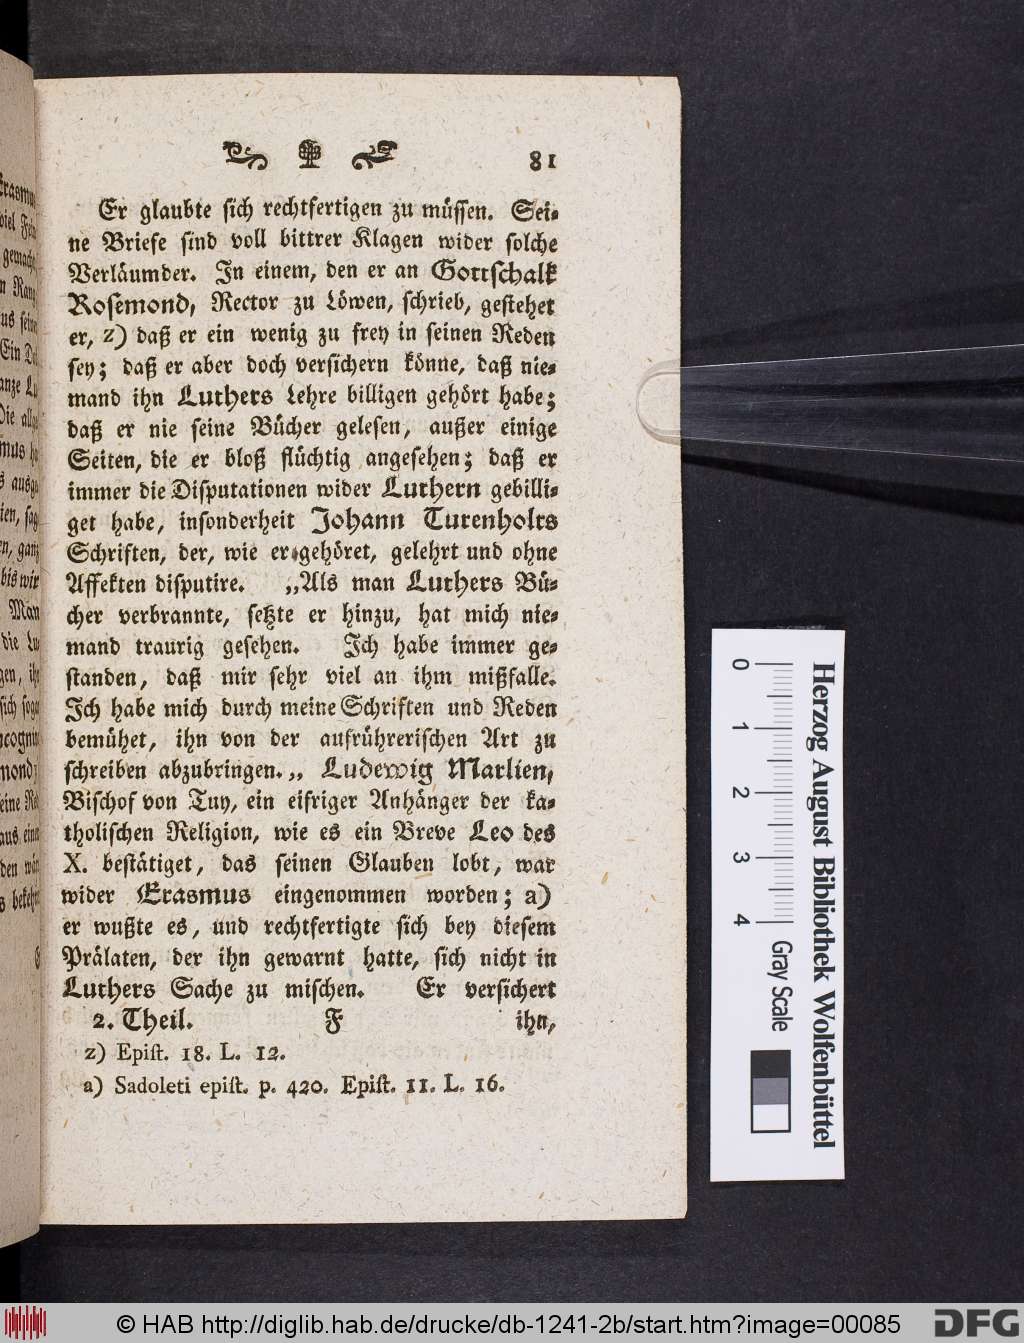 81
Er glaubte sich rechtfertigen zu müssen. Sei-
ne Briefe sind voll bittrer Klagen wider solche
Verläumder. In einem, den er an Gottschalk
Rosemond, Rector zu Löwen, schrieb, gestehet
er, z) daß er ein wenig zu frey in seinen Reden
sey; daß er aber doch versichern könne, daß nie-
mand ihn Luthers Lehre billigen gehört habe;
daß er nie seine Bücher gelesen, außer einige
Seiten, die er bloß flüchtig angesehen; daß er
immer die Disputationen wider Luthern gebilli-
get habe, insonderheit Johann Turenholts
Schriften, der, wie er gehöret, gelehrt und ohne
Affekten disputire. „Als man Luthers Bü-
cher verbrannte, setzte er hinzu, hat mich nie-
mand traurig gesehen. Ich habe immer ge-
standen, daß mir sehr viel an ihm mißfalle.
Ich habe mich durch meine Schriften und Reden
bemühet, ihn von der aufrührerischen Art zu
schreiben abzubringen.„ Ludewig Marlien,
Bischof von Tuy, ein eifriger Anhänger der ka-
tholischen Religion, wie es ein Breve Leo des
X. bestätiget, das seinen Glauben lobt, war
wider Erasmus eingenommen worden; a)
er wußte es, und rechtfertigte sich bey diesem
Prälaten, der ihn gewarnt hatte, sich nicht in
Luthers Sache zu mischen. Er versichert
2. Theil. F ihn,
z) Epist. 18. L. 12.
a) Sadoleti epist. p. 420. Epist. 11. L. 16.
Herzog August Bibliothek Wolfenbüttel
0 1 2 3 4 Gray Scale
© HAB http://diglib.hab.de/drucke/db-1241-2b/start.htm?image=00085
DFG